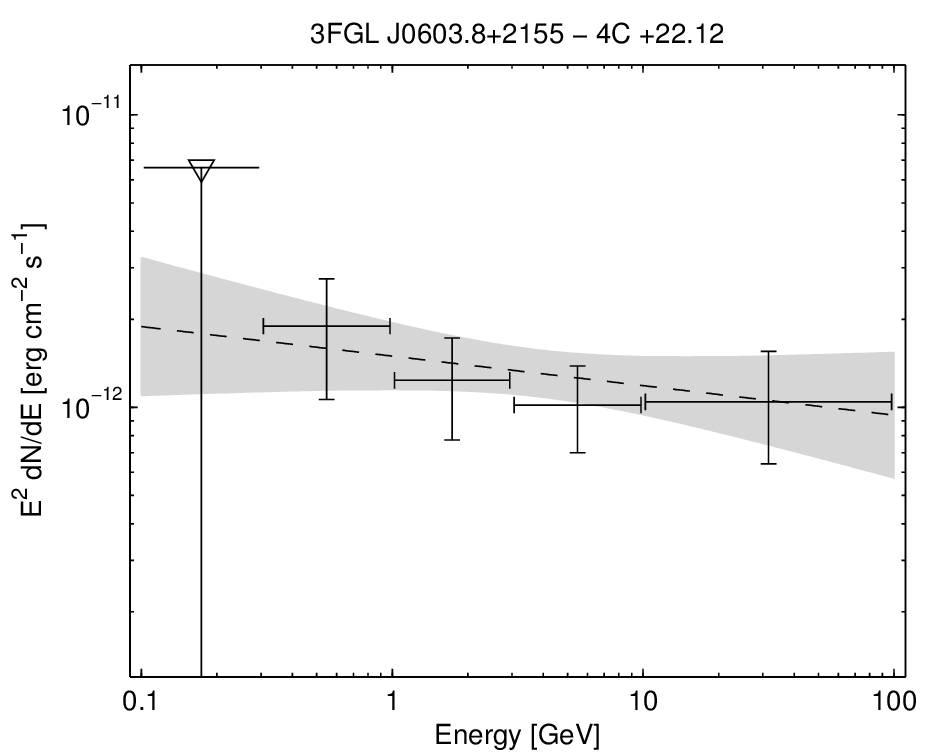 3FGL J0603.8+2155 − 4C +22.12
10⁻¹¹
10⁻¹²
E² dN/dE [erg cm⁻² s⁻¹]
0.1 1 10 100
Energy [GeV]